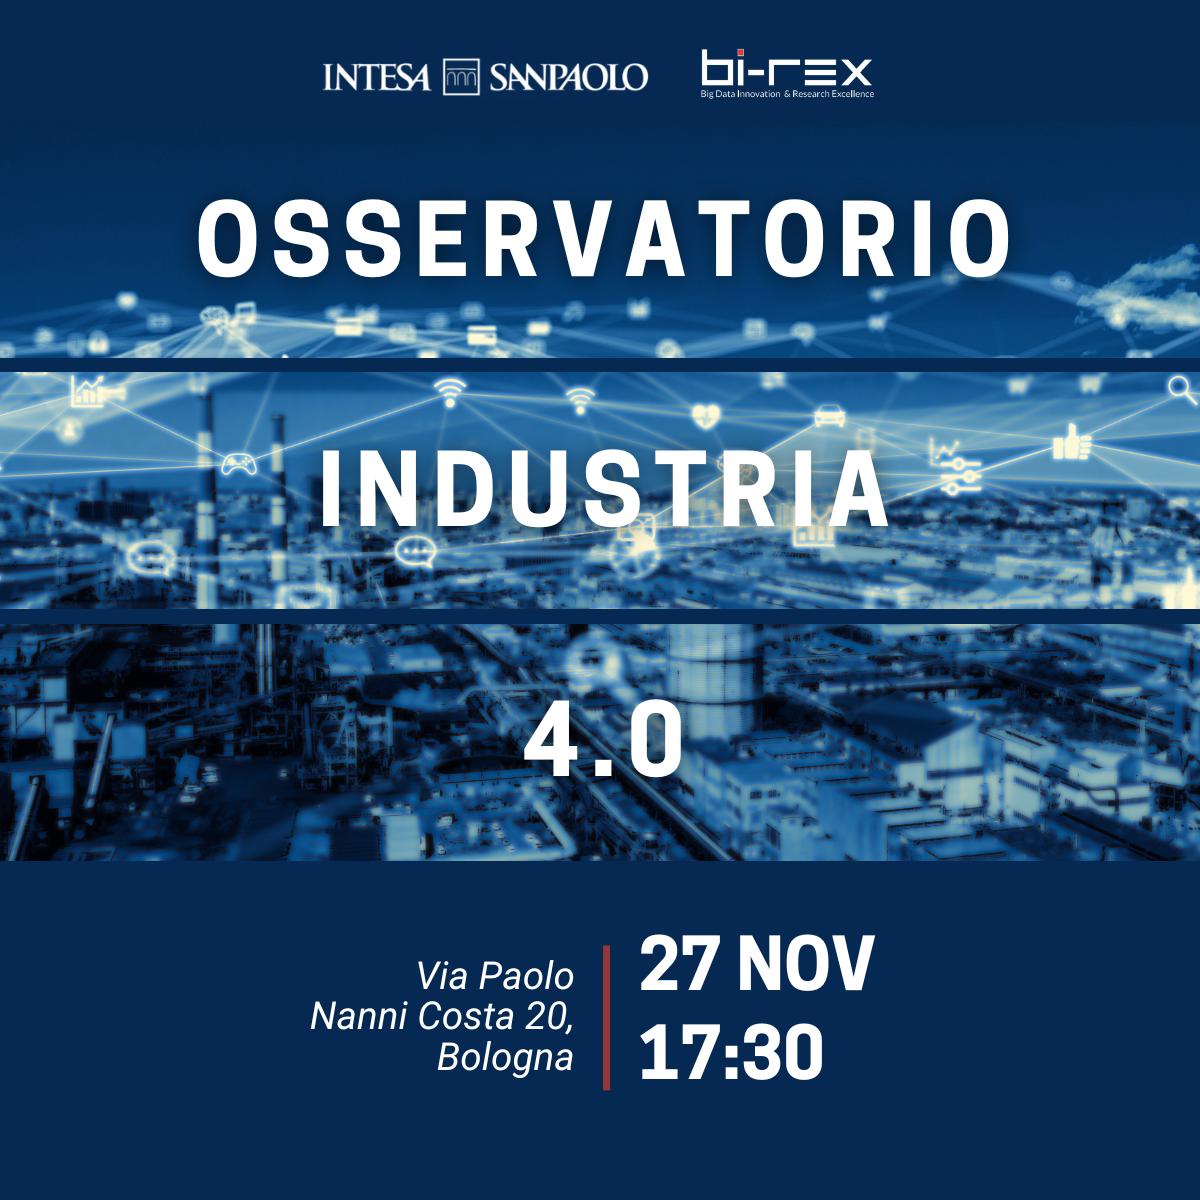 INTESA SANPAOLO
bi-rex
Big Data Innovation & Research Excellence
OSSERVATORIO
INDUSTRIA
4.0
Via Paolo
Nanni Costa 20,
Bologna
27 NOV
17:30